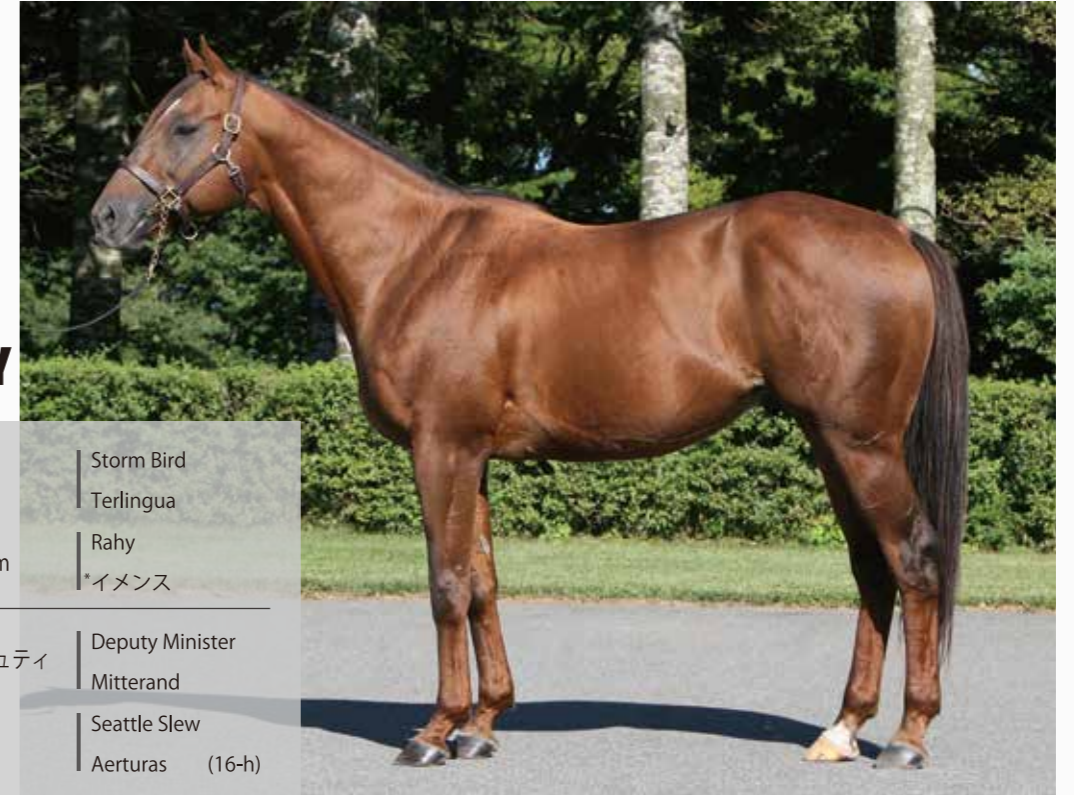 Y
Storm Bird
Terlingua
Rahy
m
*イメンス
Deputy Minister
ュティ
Mitterand
Seattle Slew
Aerturas (16-h)